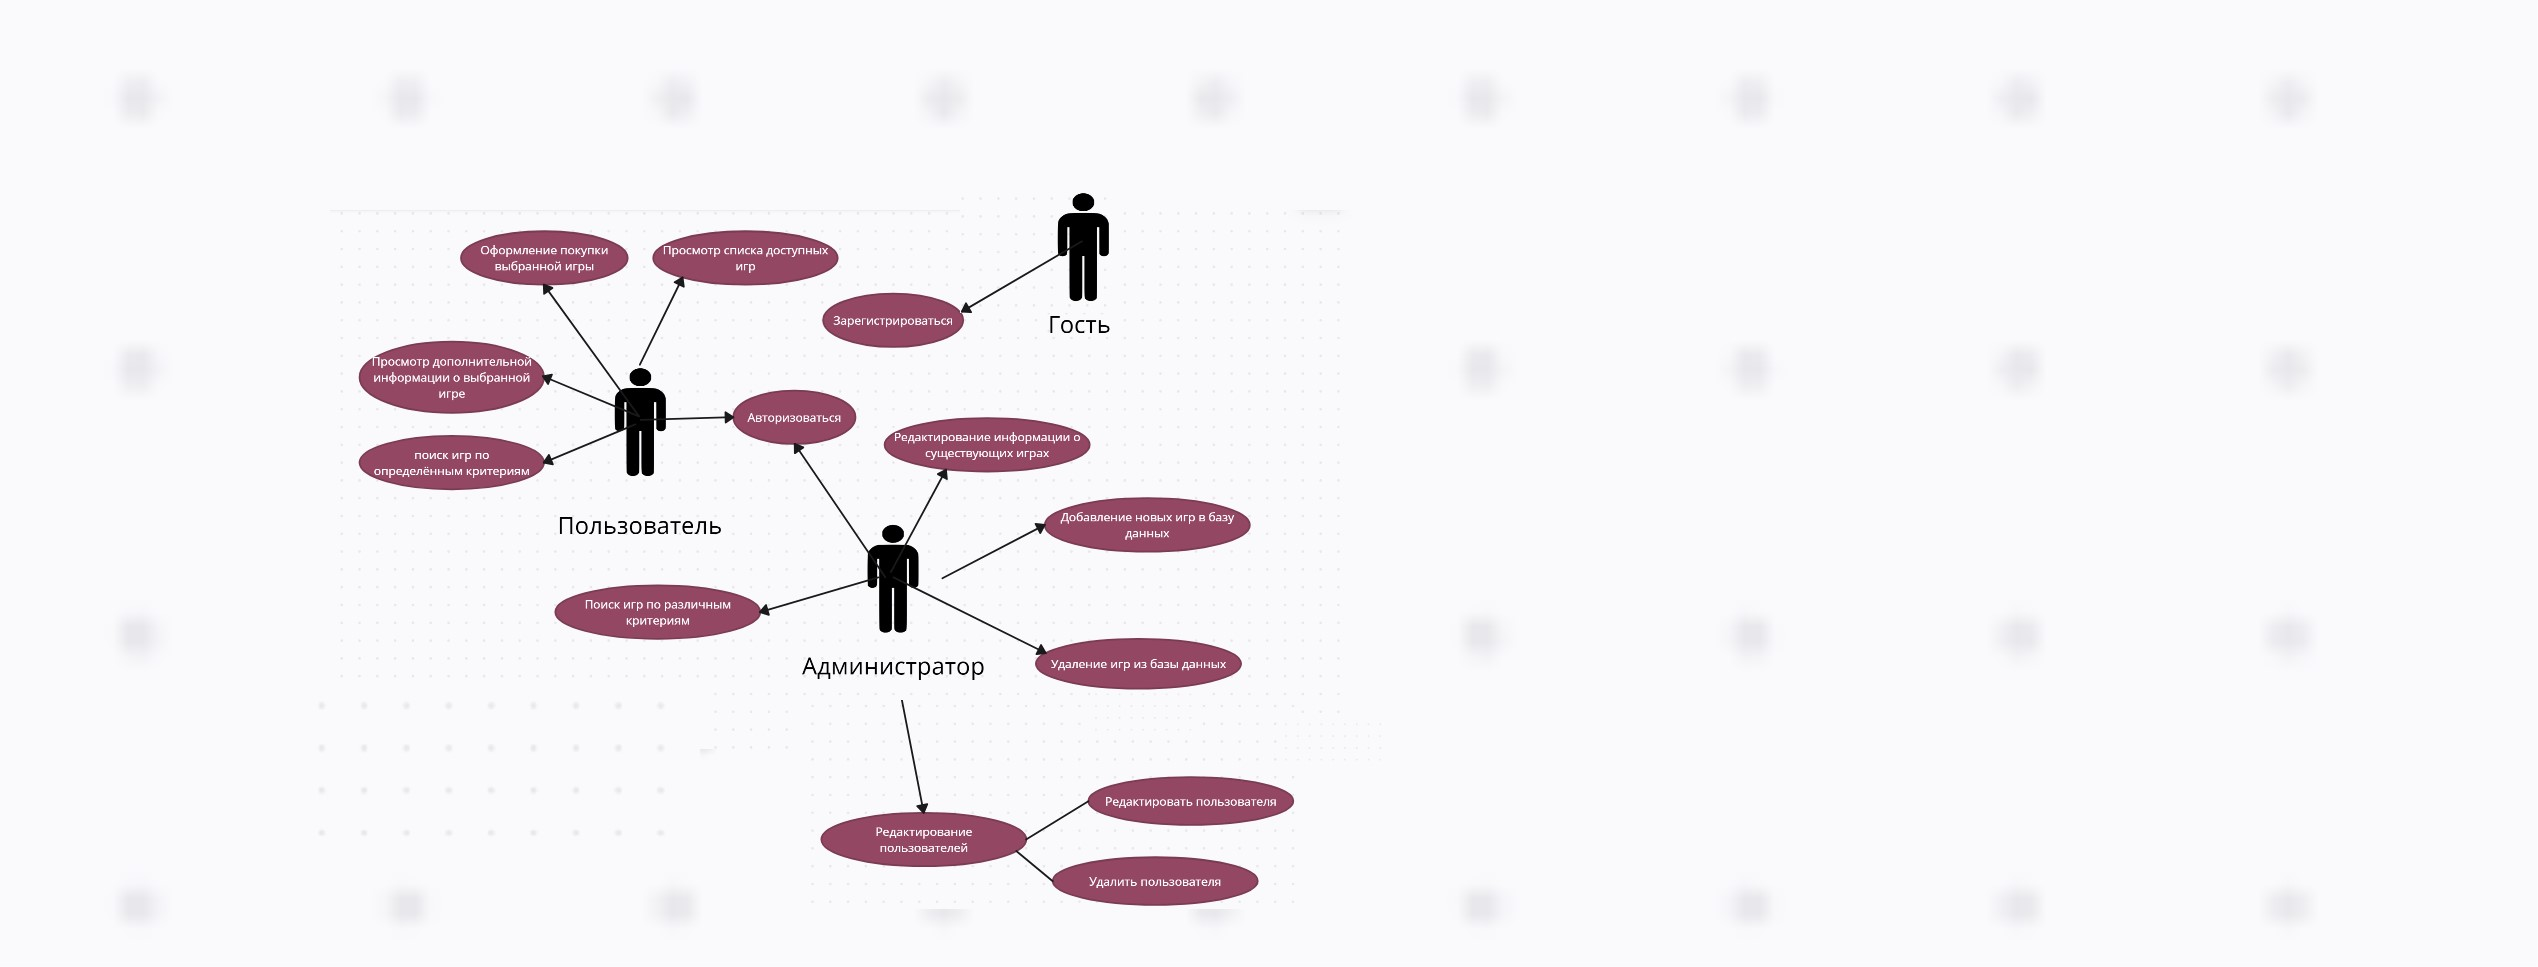 Оформление покупки
выбранной игры
Просмотр списка доступных
игр
Зарегистрироваться
Гость
Просмотр дополнительной
информации о выбранной
игре
Авторизоваться
поиск игр по
определённым критериям
Редактирование информации о
существующих играх
Пользователь
Добавление новых игр в базу
данных
Поиск игр по различным
критериям
Администратор
Удаление игр из базы данных
Редактировать пользователя
Редактирование
пользователей
Удалить пользователя